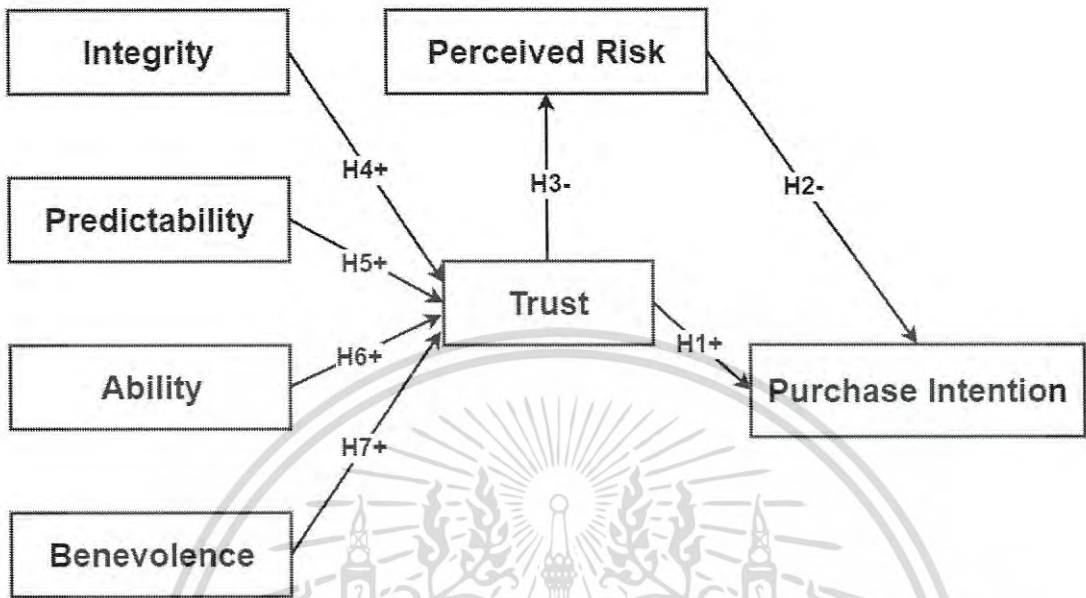 Integrity
Perceived Risk
H4+
H3-
H2-
Predictability
H5+
Trust
H1+
H6+
Ability
Purchase Intention
H7+
Benevolence